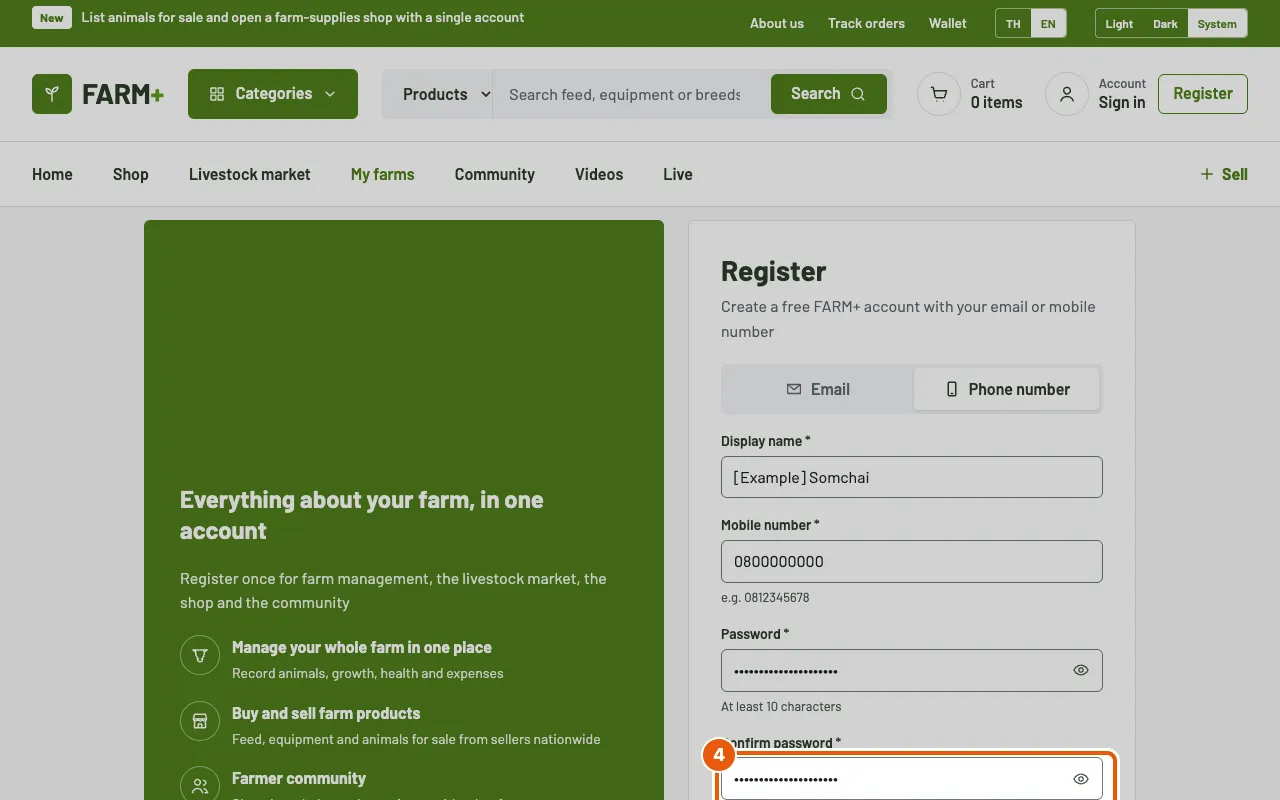 New List animals for sale and open a farm-supplies shop with a single account
About us Track orders Wallet TH EN Light Dark System
FARM+
Categories
Products Search feed, equipment or breeds
Search
Cart
0 items
Account
Sign in
Register
Home Shop Livestock market My farms Community Videos Live + Sell
Everything about your farm, in one
account
Register once for farm management, the livestock market, the
shop and the community
Manage your whole farm in one place
Record animals, growth, health and expenses
Buy and sell farm products
Feed, equipment and animals for sale from sellers nationwide
Farmer community
Register
Create a free FARM+ account with your email or mobile
number
Email Phone number
Display name *
[Example] Somchai
Mobile number *
0800000000
e.g. 0812345678
Password *
•••••••••••••••••••••
At least 10 characters
4
onfirm password *
•••••••••••••••••••••